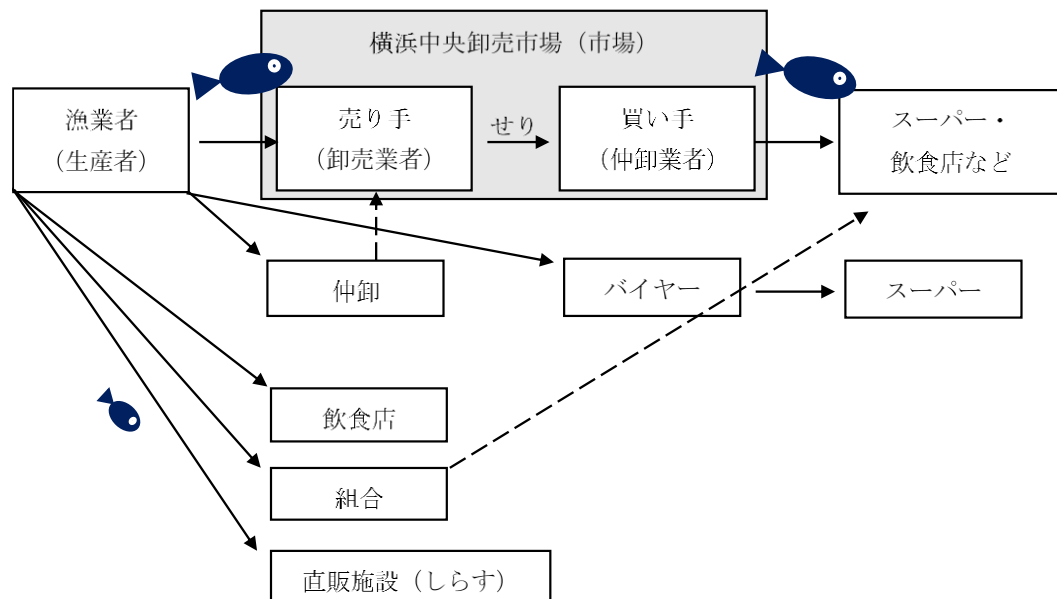 横浜中央卸売市場（市場）
漁業者
（生産者）
売り手
（卸売業者）
せり
買い手
（仲卸業者）
スーパー・
飲食店など
仲卸
バイヤー
スーパー
飲食店
組合
直販施設（しらす）